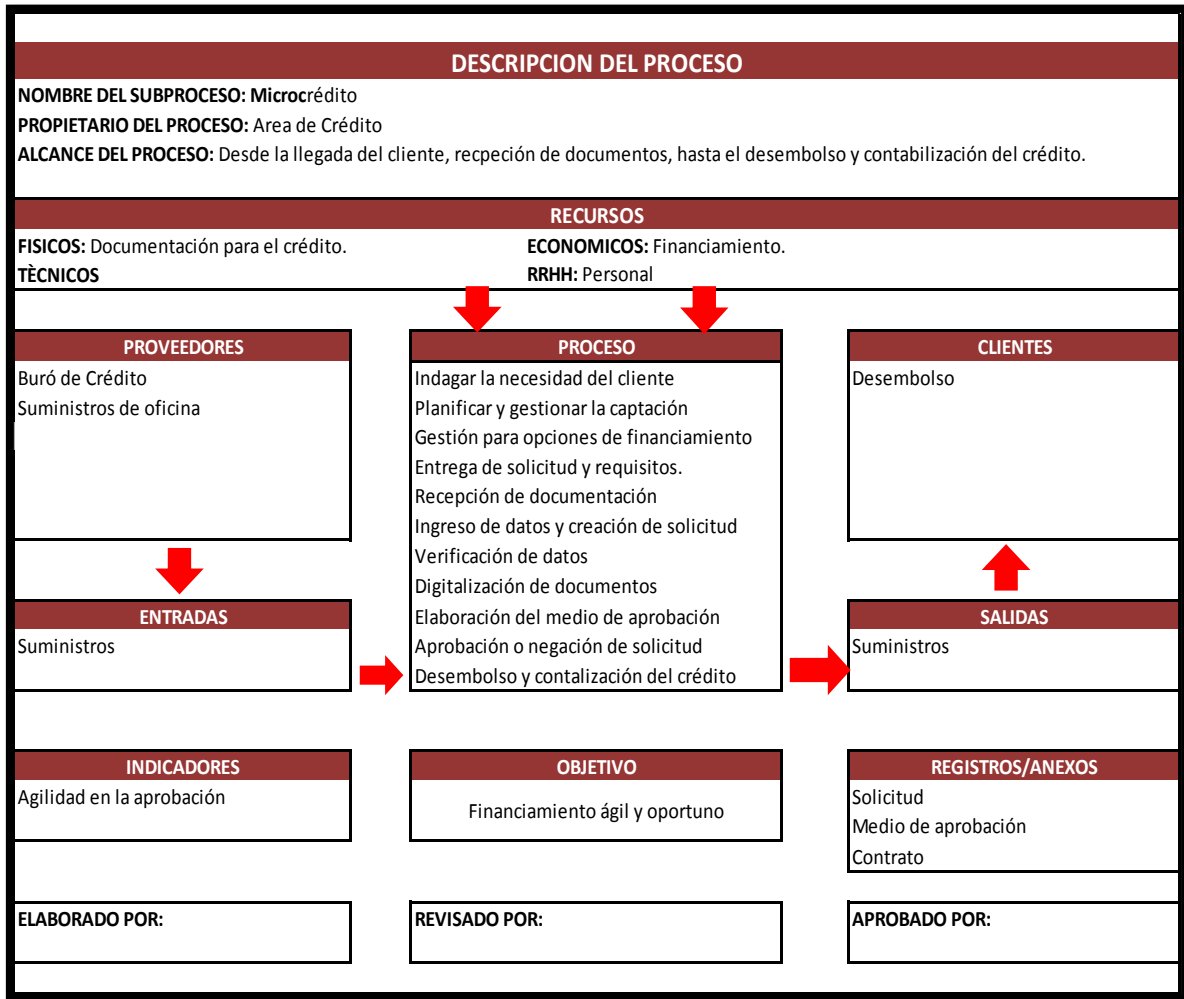 DESCRIPCION DEL PROCESO
NOMBRE DEL SUBPROCESO: Microcrédito
PROPIETARIO DEL PROCESO: Area de Crédito
ALCANCE DEL PROCESO: Desde la llegada del cliente, recpeción de documentos, hasta el desembolso y contabilización del crédito.
RECURSOS
FISICOS: Documentación para el crédito.
ECONOMICOS: Financiamiento.
TÈCNICOS
RRHH: Personal
PROVEEDORES
Buró de Crédito
Suministros de oficina
ENTRADAS
Suministros
PROCESO
Indagar la necesidad del cliente
Planificar y gestionar la captación
Gestión para opciones de financiamiento
Entrega de solicitud y requisitos.
Recepción de documentación
Ingreso de datos y creación de solicitud
Verificación de datos
Digitalización de documentos
Elaboración del medio de aprobación
Aprobación o negación de solicitud
Desembolso y contalización del crédito
CLIENTES
Desembolso
SALIDAS
Suministros
INDICADORES
Agilidad en la aprobación
OBJETIVO
Financiamiento ágil y oportuno
REGISTROS/ANEXOS
Solicitud
Medio de aprobación
Contrato
ELABORADO POR:
REVISADO POR:
APROBADO POR: